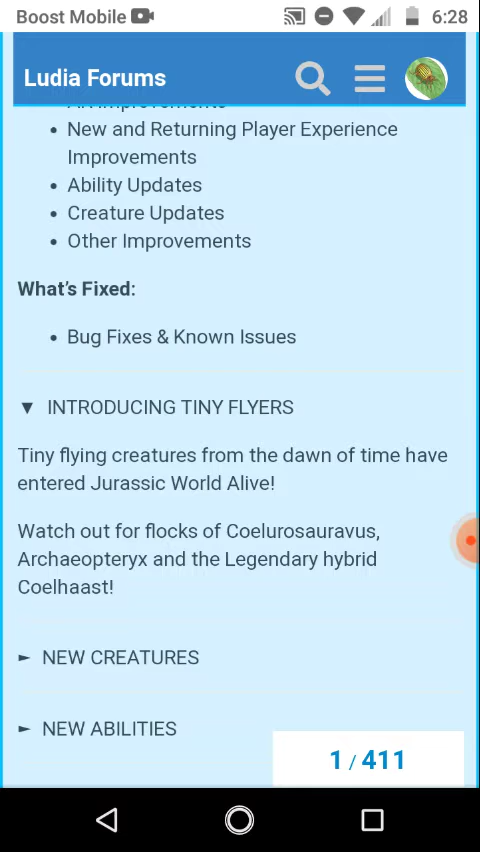 Boost Mobile 6:28
Ludia Forums
• New and Returning Player Experience
Improvements
• Ability Updates
• Creature Updates
• Other Improvements
What's Fixed:
• Bug Fixes & Known Issues
▼ INTRODUCING TINY FLYERS
Tiny flying creatures from the dawn of time have
entered Jurassic World Alive!
Watch out for flocks of Coelurosauravus,
Archaeopteryx and the Legendary hybrid
Coelhaast!
► NEW CREATURES
► NEW ABILITIES
1 / 411